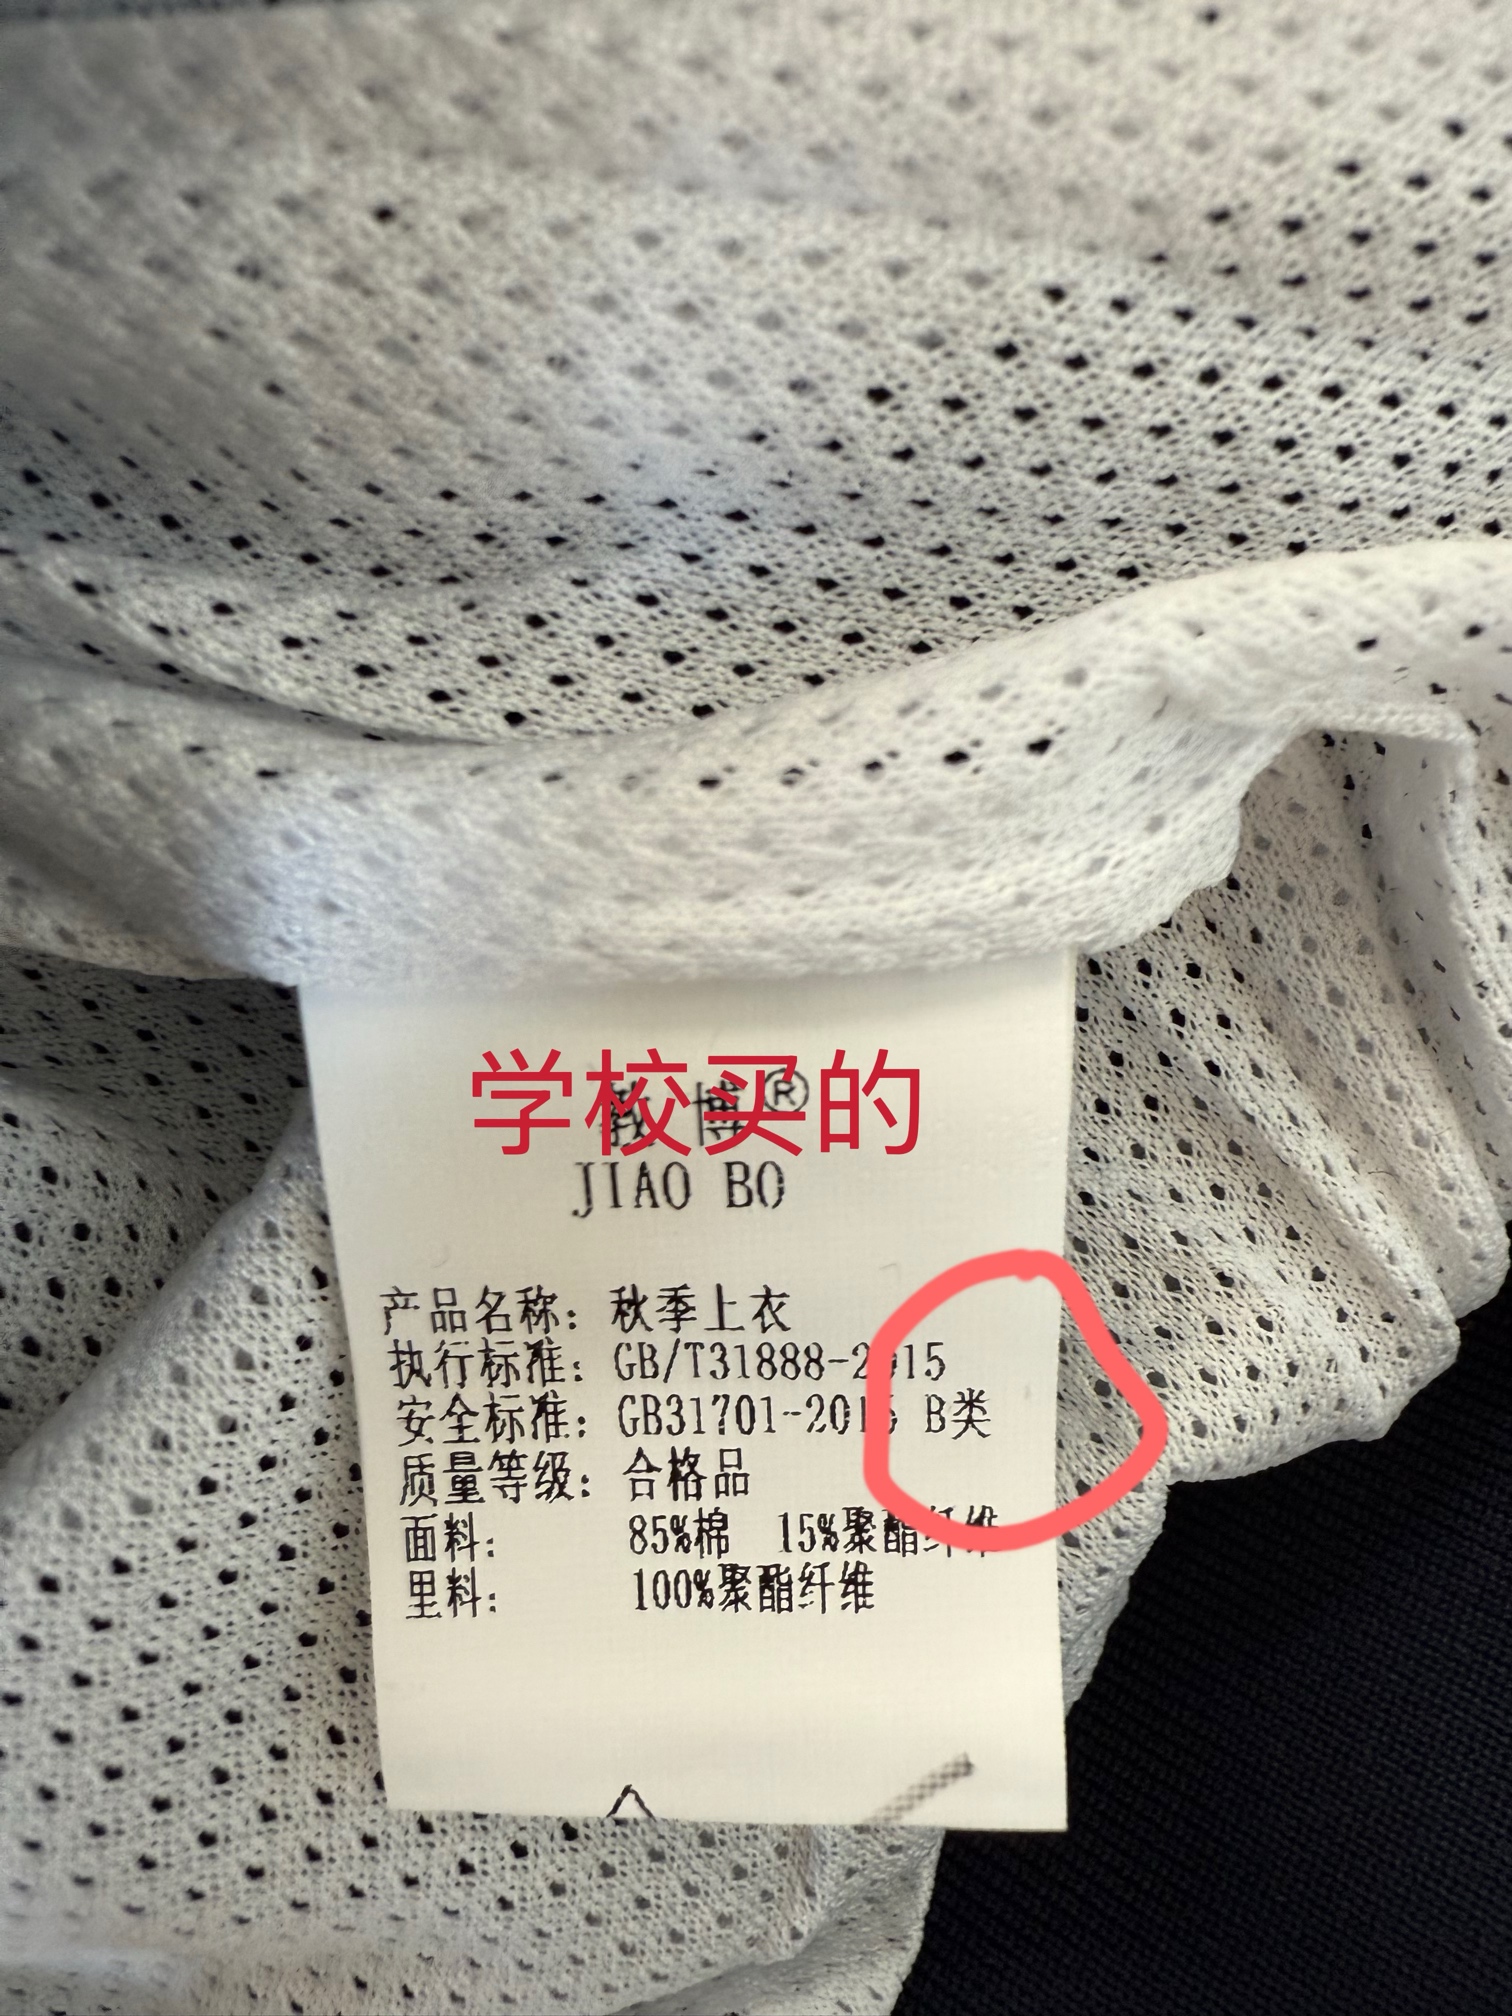 学校买的
教博®
JIAO BO
产品名称：秋季上衣
执行标准：GB/T31888-2015
安全标准：GB31701-2015 B类
质量等级：合格品
面料： 85%棉 15%聚酯纤维
里料： 100%聚酯纤维